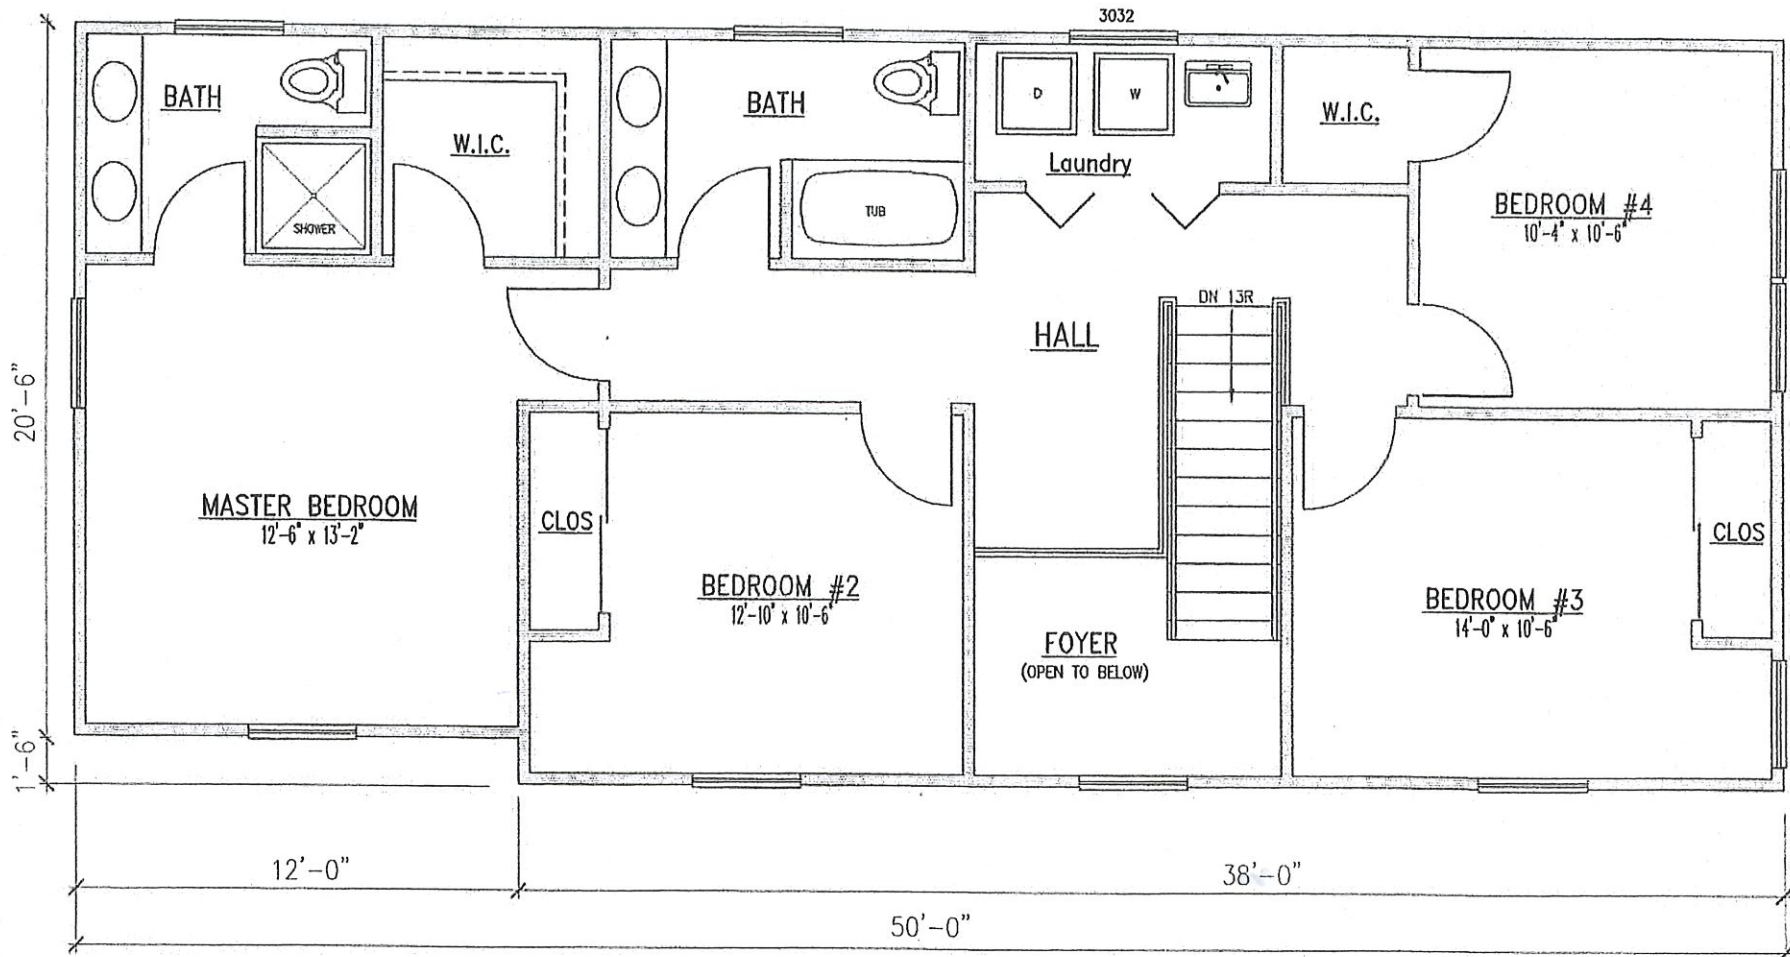 3032
BATH
W.I.C.
BATH
D
W
W.I.C.
Laundry
SHOWER
TUB
BEDROOM #4
10'-4" x 10'-6"
DN 13R
HALL
20'-6"
MASTER BEDROOM
12'-6" x 13'-2"
CLOS
CLOS
BEDROOM #2
12'-10" x 10'-6"
BEDROOM #3
14'-0" x 10'-6"
FOYER
(OPEN TO BELOW)
1'-6"
12'-0"
38'-0"
50'-0"